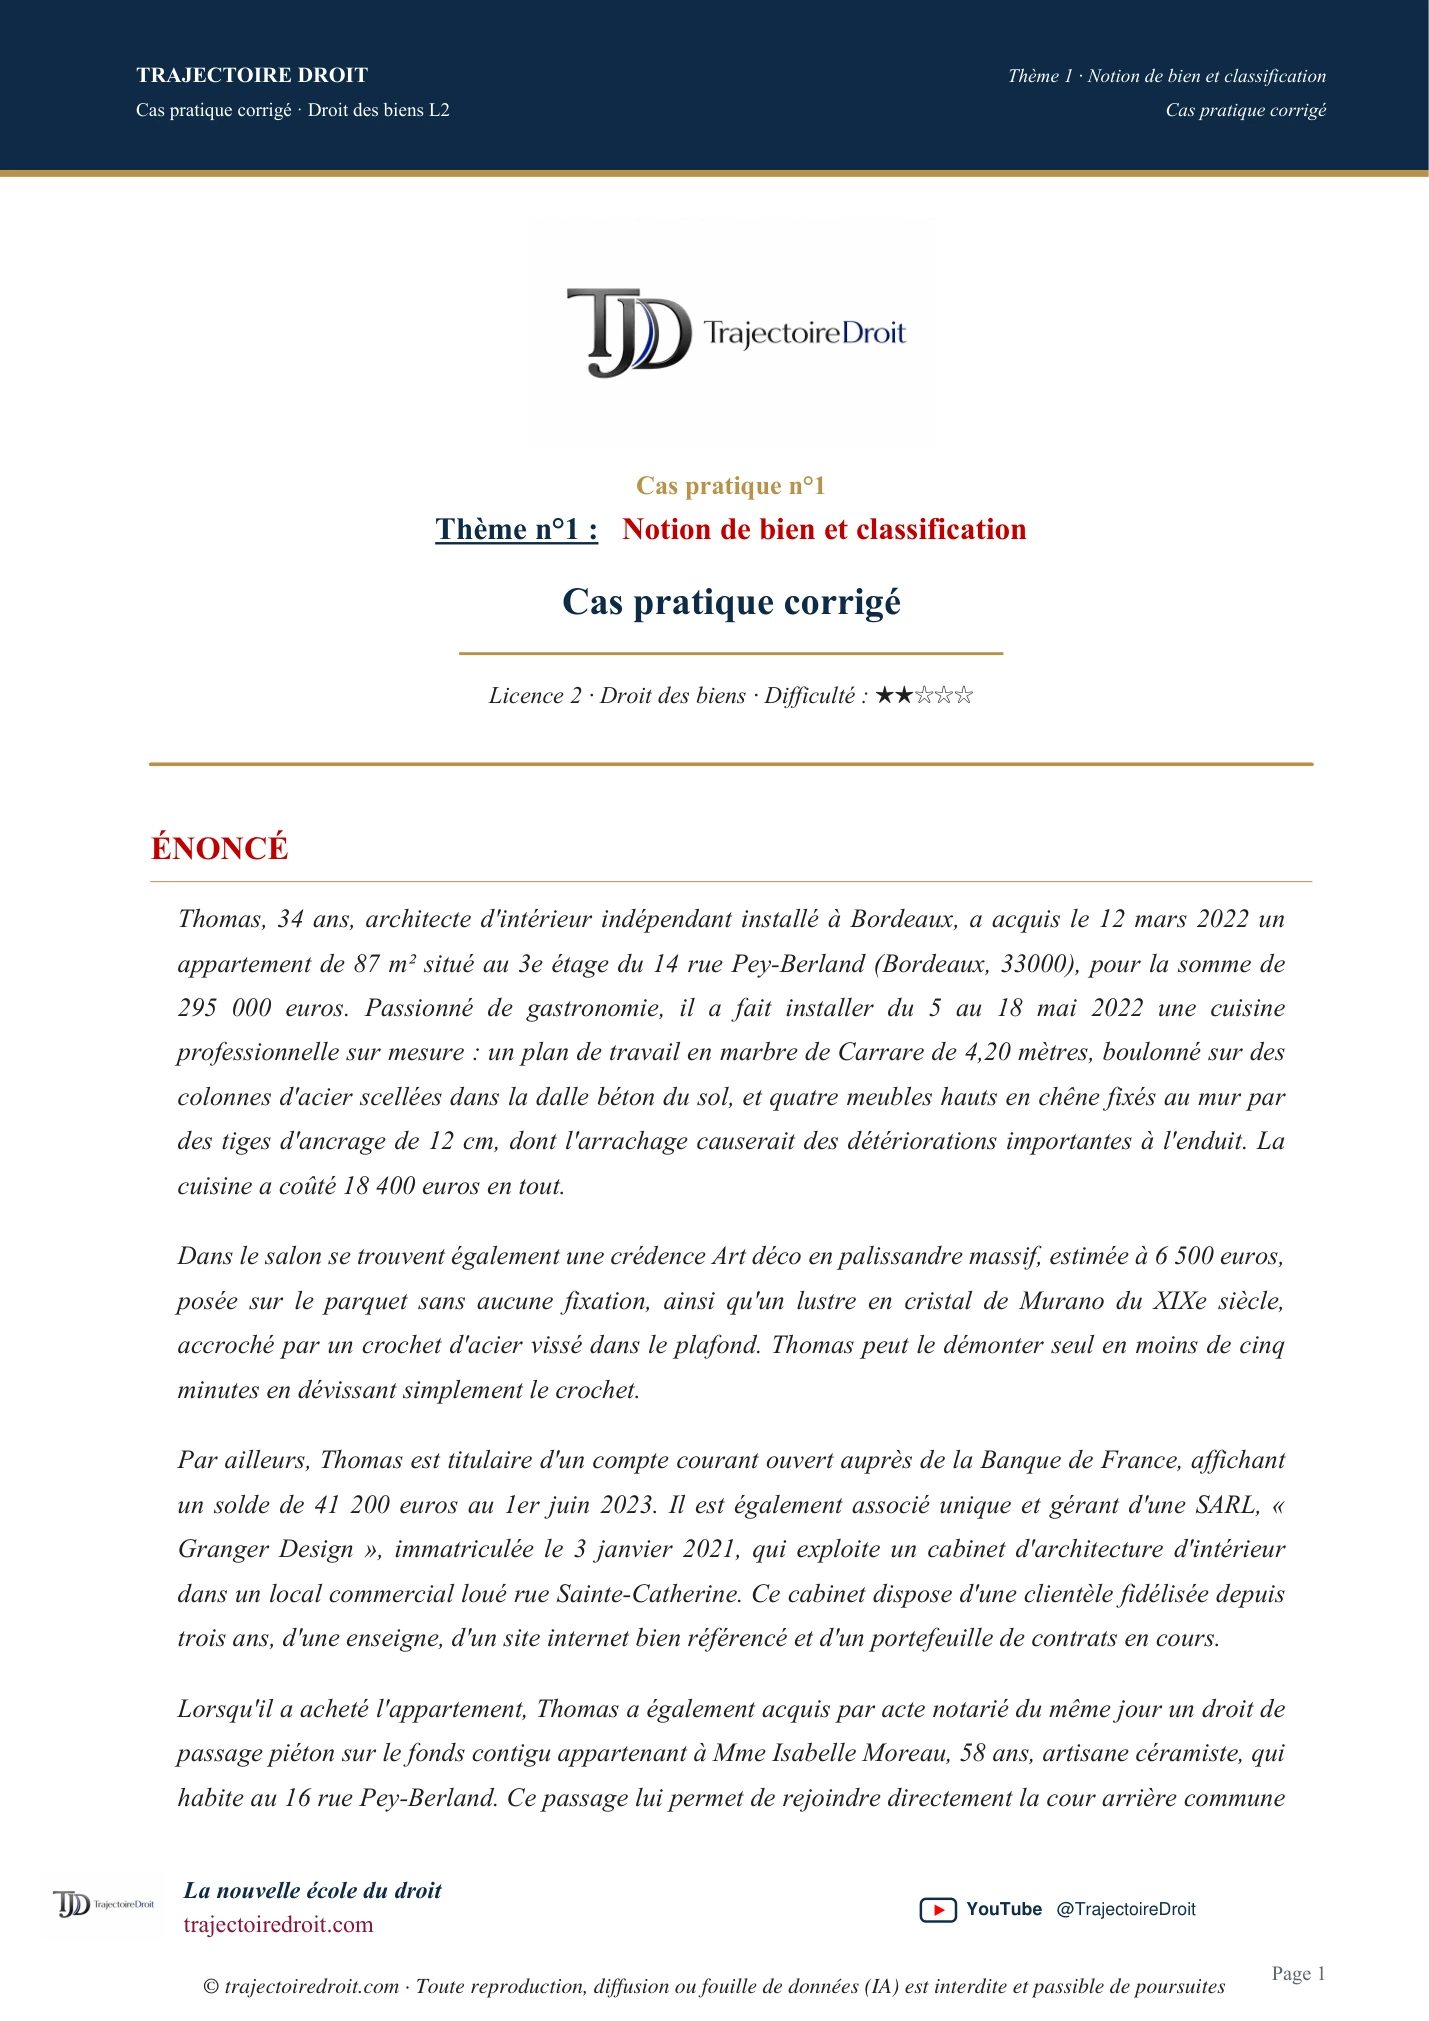 TRAJECTOIRE DROIT
Cas pratique corrigé · Droit des biens L2
Thème 1 · Notion de bien et classification
Cas pratique corrigé
TJD TrajectoireDroit
Cas pratique n°1
Thème n°1 : Notion de bien et classification
Cas pratique corrigé
Licence 2 · Droit des biens · Difficulté : ★★☆☆☆
ÉNONCÉ
Thomas, 34 ans, architecte d'intérieur indépendant installé à Bordeaux, a acquis le 12 mars 2022 un
appartement de 87 m² situé au 3e étage du 14 rue Pey-Berland (Bordeaux, 33000), pour la somme de
295 000 euros. Passionné de gastronomie, il a fait installer du 5 au 18 mai 2022 une cuisine
professionnelle sur mesure : un plan de travail en marbre de Carrare de 4,20 mètres, boulonné sur des
colonnes d'acier scellées dans la dalle béton du sol, et quatre meubles hauts en chêne fixés au mur par
des tiges d'ancrage de 12 cm, dont l'arrachage causerait des détériorations importantes à l'enduit. La
cuisine a coûté 18 400 euros en tout.
Dans le salon se trouvent également une crédence Art déco en palissandre massif, estimée à 6 500 euros,
posée sur le parquet sans aucune fixation, ainsi qu'un lustre en cristal de Murano du XIXe siècle,
accroché par un crochet d'acier vissé dans le plafond. Thomas peut le démonter seul en moins de cinq
minutes en dévissant simplement le crochet.
Par ailleurs, Thomas est titulaire d'un compte courant ouvert auprès de la Banque de France, affichant
un solde de 41 200 euros au 1er juin 2023. Il est également associé unique et gérant d'une SARL, «
Granger Design », immatriculée le 3 janvier 2021, qui exploite un cabinet d'architecture d'intérieur
dans un local commercial loué rue Sainte-Catherine. Ce cabinet dispose d'une clientèle fidélisée depuis
trois ans, d'une enseigne, d'un site internet bien référencé et d'un portefeuille de contrats en cours.
Lorsqu'il a acheté l'appartement, Thomas a également acquis par acte notarié du même jour un droit de
passage piéton sur le fonds contigu appartenant à Mme Isabelle Moreau, 58 ans, artisane céramiste, qui
habite au 16 rue Pey-Berland. Ce passage lui permet de rejoindre directement la cour arrière commune
TJD TrajectoireDroit
La nouvelle école du droit
trajectoiredroit.com
YouTube @TrajectoireDroit
© trajectoiredroit.com · Toute reproduction, diffusion ou fouille de données (IA) est interdite et passible de poursuites
Page 1